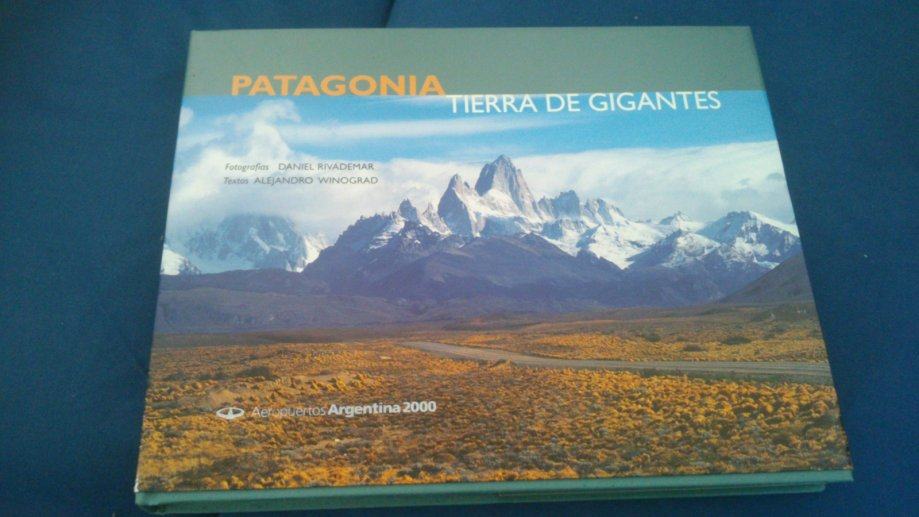 PATAGONIA
TIERRA DE GIGANTES
Fotografías DANIEL RIVADEMAR
Textos ALEJANDRO WINOGRAD
Aeropuertos Argentina 2000